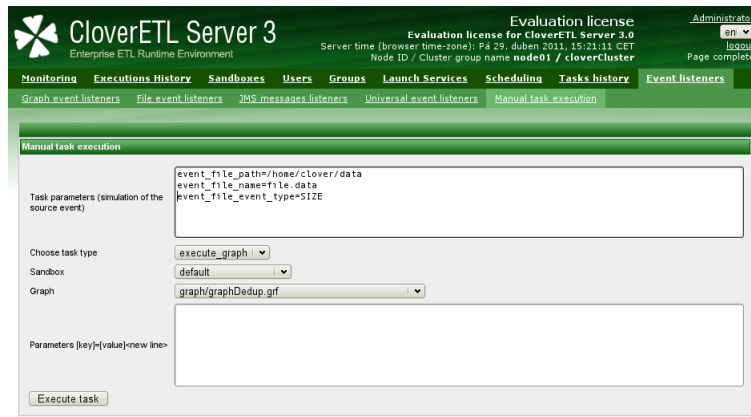 CloverETL Server 3
Enterprise ETL Runtime Environment
Evaluation license
Evaluation license for CloverETL Server 3.0
Server time (browser time-zone): Pá 29. duben 2011, 15:21:11 CET
Node ID / Cluster group name node01 / cloverCluster
Administrato
en
logou
Page complete
Monitoring Executions History Sandboxes Users Groups Launch Services Scheduling Tasks history Event listeners
Graph event listeners File event listeners JMS messages listeners Universal event listeners Manual task execution
Manual task execution
Task parameters (simulation of the source event)
event_file_path=/home/clover/data
event_file_name=file.data
event_file_event_type=SIZE
Choose task type execute_graph
Sandbox default
Graph graph/graphDedup.grf
Parameters [key]=[value]<new line>
Execute task